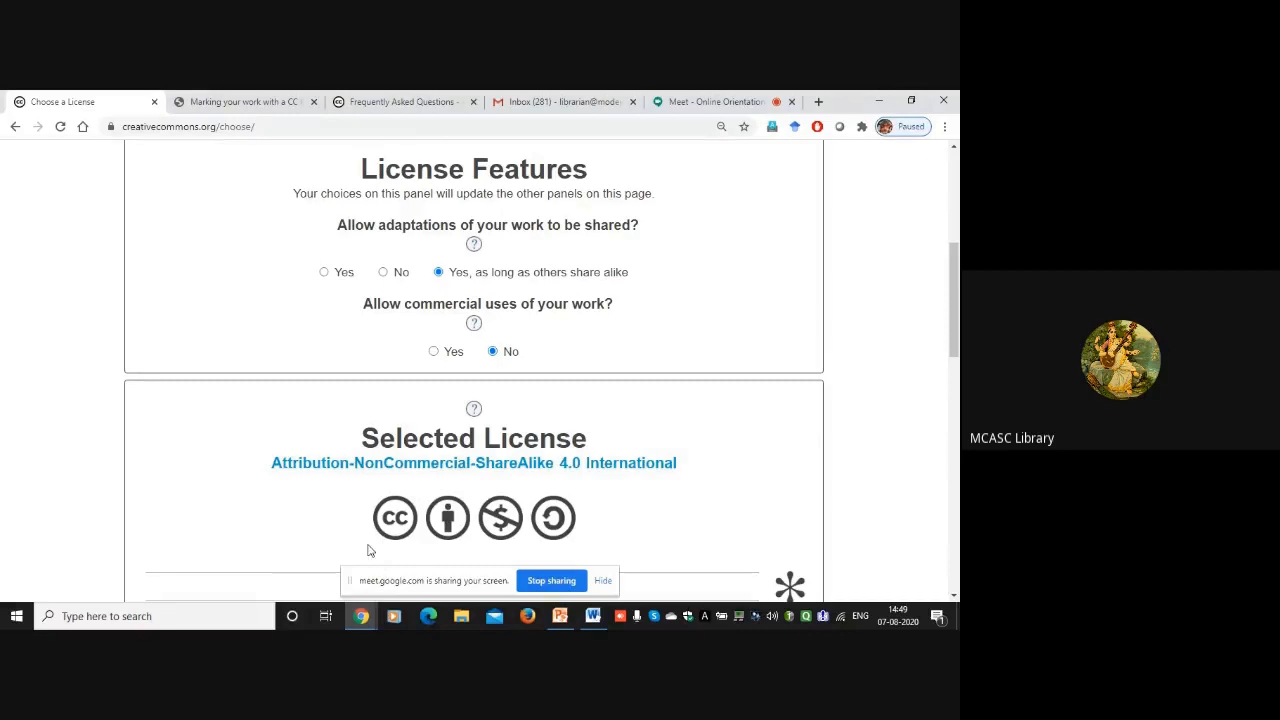 Choose a License
Marking your work with a CC
Frequently Asked Questions -
Inbox (281) - librarian@mode
Meet - Online Orientation
creativecommons.org/choose/
Paused
License Features
Your choices on this panel will update the other panels on this page.
Allow adaptations of your work to be shared?
?
Yes
No
Yes, as long as others share alike
Allow commercial uses of your work?
?
Yes
No
?
Selected License
Attribution-NonCommercial-ShareAlike 4.0 International
cc
MCASC Library
meet.google.com is sharing your screen.
Stop sharing
Hide
Type here to search
ENG
14:49
07-08-2020
1